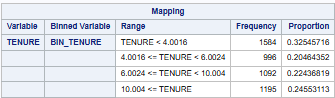 Mapping
Variable Binned Variable Range Frequency Proportion
TENURE BIN_TENURE TENURE < 4.0016 1584 0.32545716
4.0016 <= TENURE < 6.0024 996 0.20464352
6.0024 <= TENURE < 10.004 1092 0.22436819
10.004 <= TENURE 1195 0.24553113